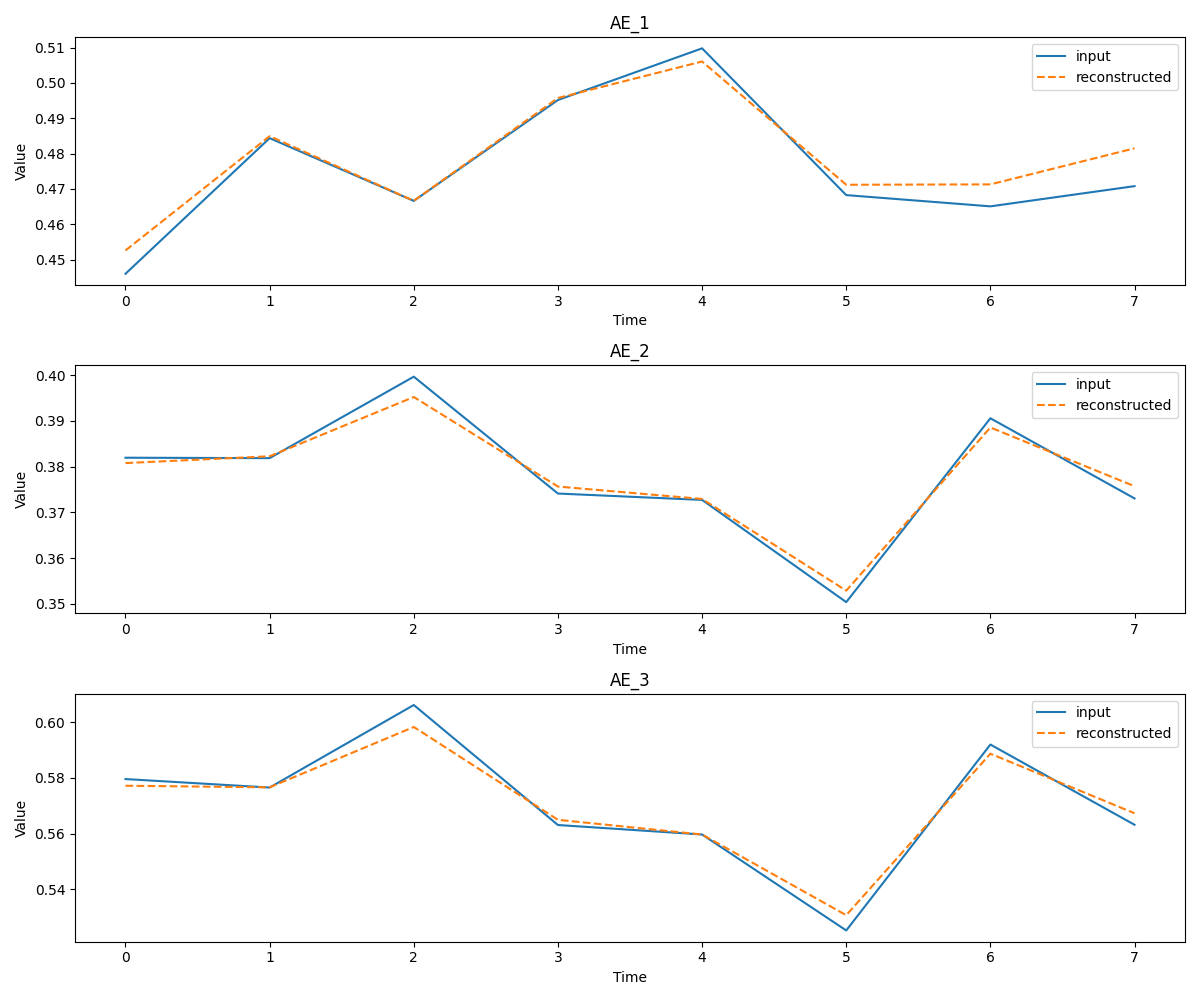 AE_1
0.51
0.50
0.49
0.48
0.47
0.46
0.45
Value
input
reconstructed
0 1 2 3 4 5 6 7
Time
AE_2
0.40
0.39
0.38
0.37
0.36
0.35
Value
input
reconstructed
0 1 2 3 4 5 6 7
Time
AE_3
0.60
0.58
0.56
0.54
Value
input
reconstructed
0 1 2 3 4 5 6 7
Time